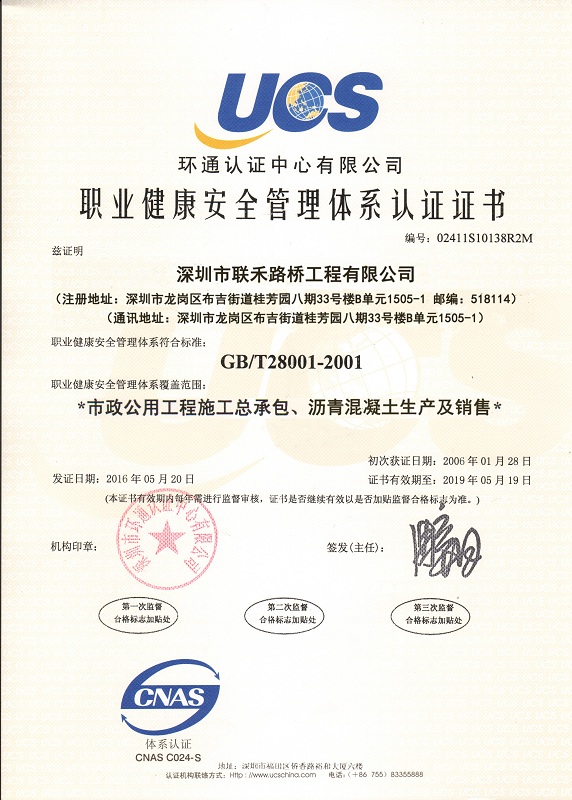 UCS
环通认证中心有限公司
职业健康安全管理体系认证证书
编号：02411S10138R2M
兹证明
深圳市联禾路桥工程有限公司
（注册地址：深圳市龙岗区布吉街道桂芳园八期33号楼B单元1505-1 邮编：518114）
（通讯地址：深圳市龙岗区布吉街道桂芳园八期33号楼B单元1505-1）
职业健康安全管理体系符合标准：
GB/T28001-2001
职业健康安全管理体系覆盖范围：
*市政公用工程施工总承包、沥青混凝土生产及销售*
初次获证日期：2006 年 01 月 28 日
发证日期：2016 年 05 月 20 日
证书有效期至：2019 年 05 月 19 日
(本证书有效期内每年需进行监督审核，证书是否继续有效以是否加贴监督合格标志为准。)
深圳市环通认证中心有限公司
机构印章：
签发(主任)：
第一次监督
合格标志加贴处
第二次监督
合格标志加贴处
第三次监督
合格标志加贴处
CNAS
体系认证
CNAS C024-S
地址：深圳市福田区侨香路裕和大厦六楼
认证机构联络方式：Http://www.ucschina.com 电话：(+86 755) 83355888